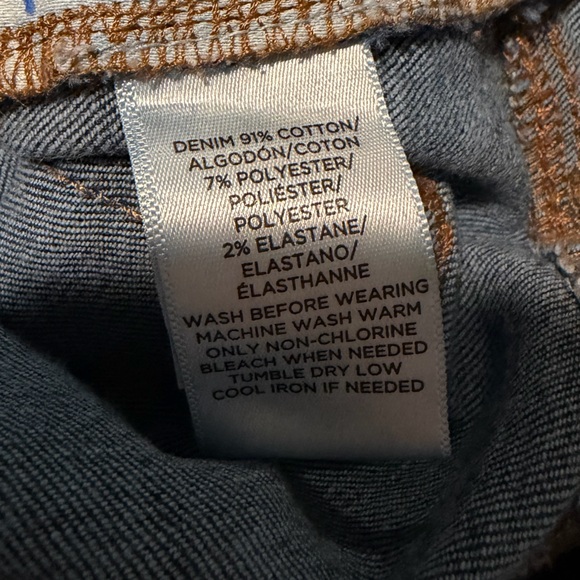 DENIM 91% COTTON/
ALGODÓN/COTON
7% POLYESTER/
POLIÉSTER/
POLYESTER
2% ELASTANE/
ELASTANO/
ÉLASTHANNE
WASH BEFORE WEARING
MACHINE WASH WARM
ONLY NON-CHLORINE
BLEACH WHEN NEEDED
TUMBLE DRY LOW
COOL IRON IF NEEDED